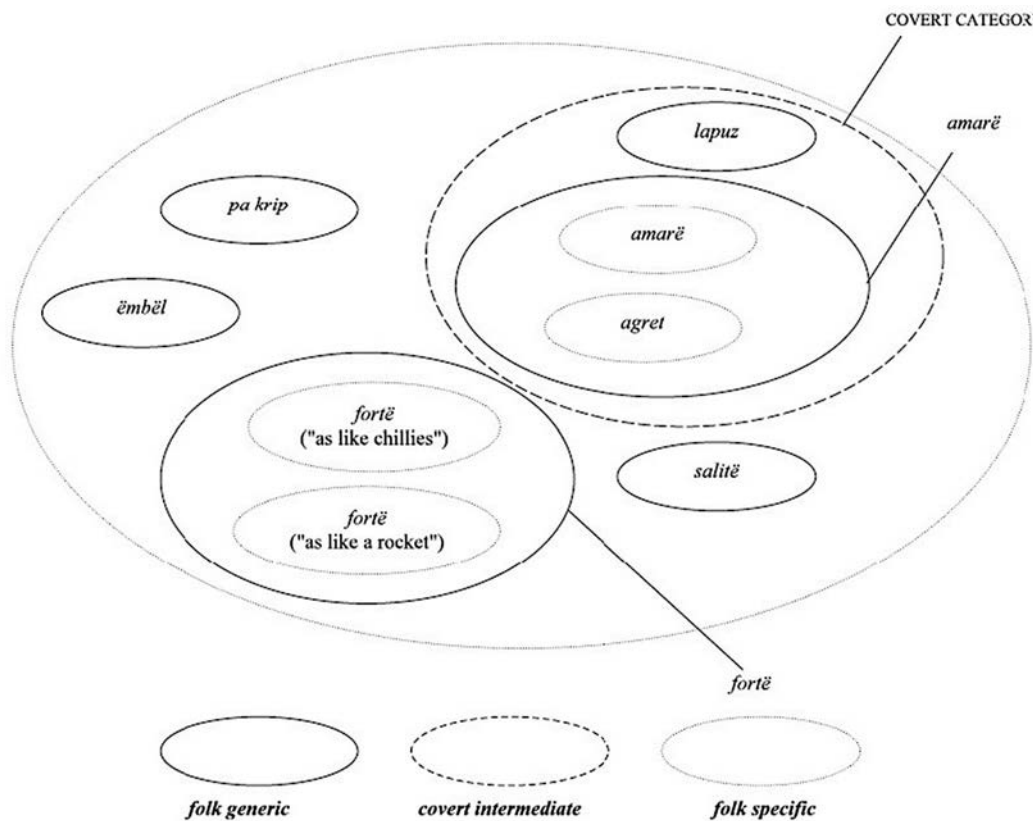 COVERT CATEGOR
amarë
lapuz
pa krip
amarë
ëmbël
agret
fortë
("as like chillies")
salitë
fortë
("as like a rocket")
fortë
folk generic
covert intermediate
folk specific